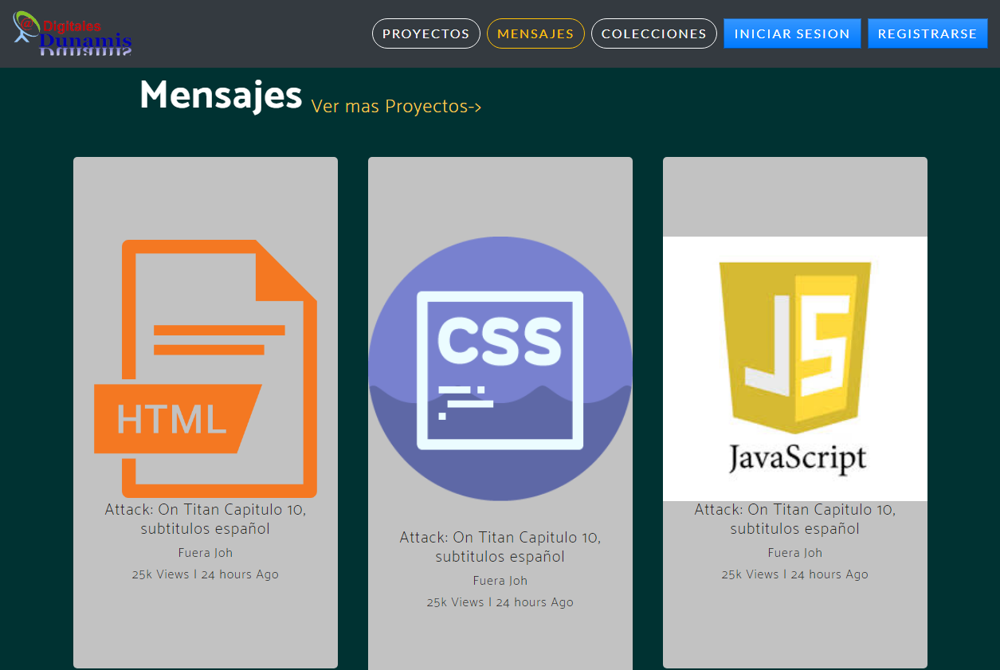 @ Digitales
Dunamis
PROYECTOS
MENSAJES
COLECCIONES
INICIAR SESION
REGISTRARSE
Mensajes Ver mas Proyectos->
HTML
Attack: On Titan Capitulo 10,
subtitulos español
Fuera Joh
25k Views | 24 hours Ago
CSS
Attack: On Titan Capitulo 10,
subtitulos español
Fuera Joh
25k Views | 24 hours Ago
JS
JavaScript
Attack: On Titan Capitulo 10,
subtitulos español
Fuera Joh
25k Views | 24 hours Ago